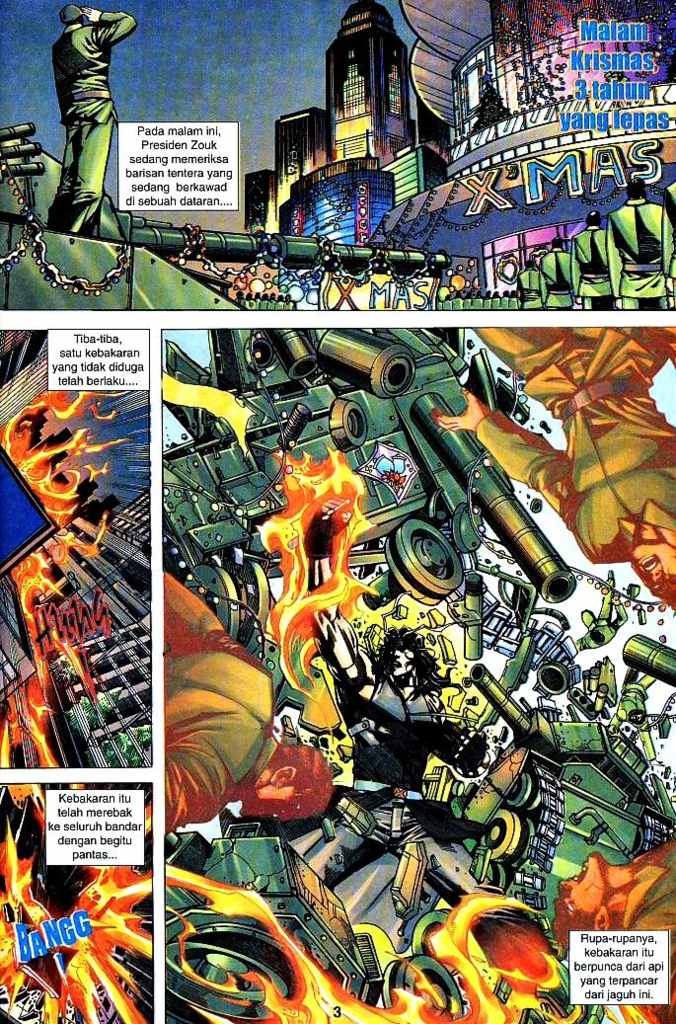 Malam
Krismas,
3 tahun
yang lepas
Pada malam ini,
Presiden Zouk
sedang memeriksa
barisan tentera yang
sedang berkawad
di sebuah dataran....
X'MAS
X MAS
Tiba-tiba,
satu kebakaran
yang tidak diduga
telah berlaku....
Kebakaran itu
telah merebak
ke seluruh bandar
dengan begitu
pantas...
BANGG
Rupa-rupanya,
kebakaran itu
berpunca dari api
yang terpancar
dari jaguh ini.
3